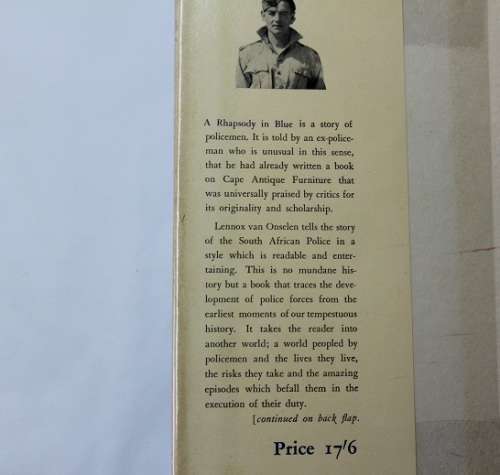 A Rhapsody in Blue is a story of
policemen. It is told by an ex-police-
man who is unusual in this sense,
that he had already written a book
on Cape Antique Furniture that
was universally praised by critics for
its originality and scholarship.
Lennox van Onselen tells the story
of the South African Police in a
style which is readable and enter-
taining. This is no mundane his-
tory but a book that traces the deve-
lopment of police forces from the
earliest moments of our tempestuous
history. It takes the reader into
another world; a world peopled by
policemen and the lives they live,
the risks they take and the amazing
episodes which befall them in the
execution of their duty.
[continued on back flap.
Price 17'6